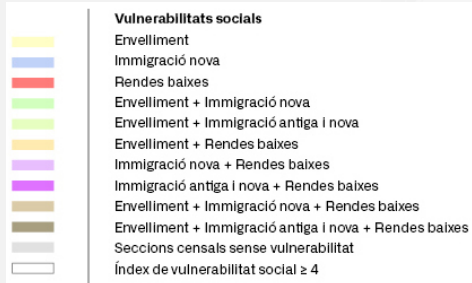 Vulnerabilitats socials
Envelliment
Immigració nova
Rendes baixes
Envelliment + Immigració nova
Envelliment + Immigració antiga i nova
Envelliment + Rendes baixes
Immigració nova + Rendes baixes
Immigració antiga i nova + Rendes baixes
Envelliment + Immigració nova + Rendes baixes
Envelliment + Immigració antiga i nova + Rendes baixes
Seccions censals sense vulnerabilitat
Índex de vulnerabilitat social ≥ 4